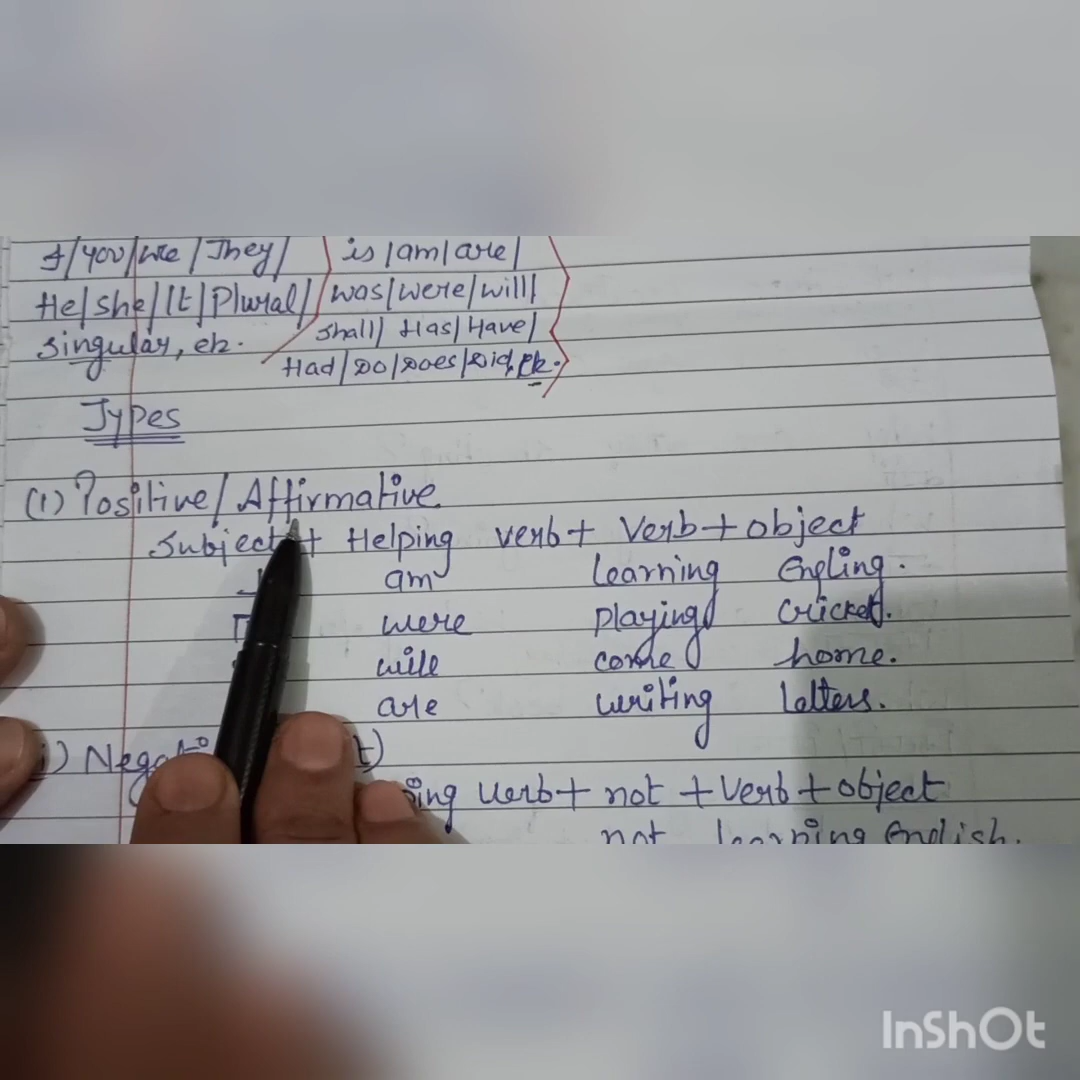 I/you/we/They/ is/am/are/
He/she/It/Plural/ was/were/will/
singular, etc. shall/ Has/Have/
Had/Do/Does/Did, etc.
Types
(1) Positive/Affirmative
Subject + Helping verb + Verb + object
am learning Engling.
were Playing cricket.
will come home.
are writing letters.
verb + not + verb + object
not learning English.
InShOt